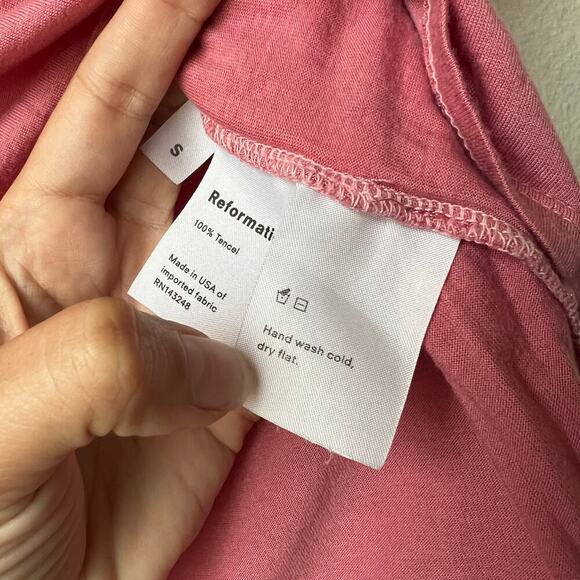 S
Reformati
100% Tencel
Made in USA of
imported fabric
RN143248
Hand wash cold,
dry flat.